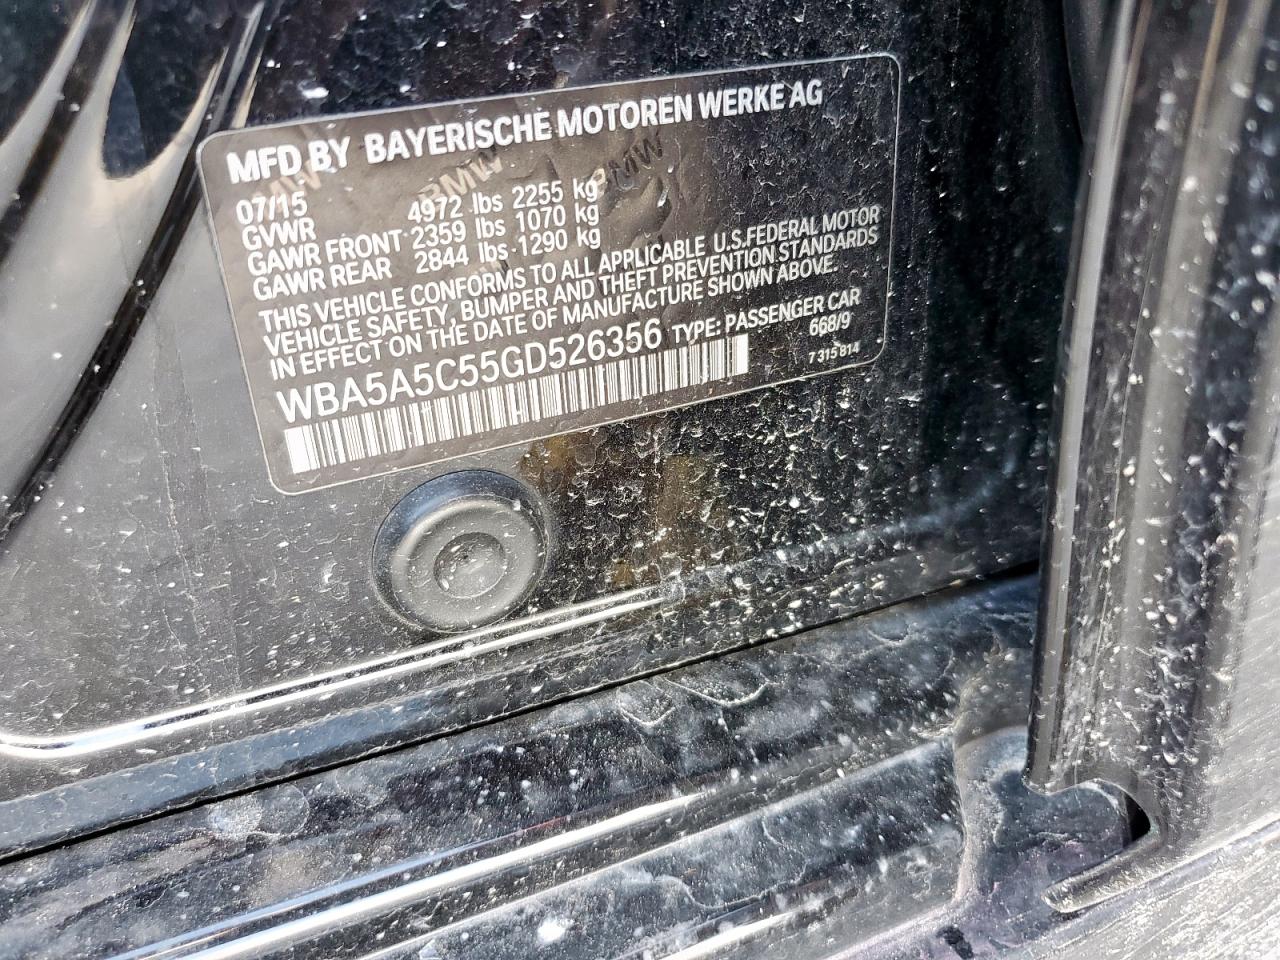 MFD BY BAYERISCHE MOTOREN WERKE AG
07/15
GVWR 4972 lbs 2255 kg
GAWR FRONT 2359 lbs 1070 kg
GAWR REAR 2844 lbs 1290 kg
THIS VEHICLE CONFORMS TO ALL APPLICABLE U.S.FEDERAL MOTOR
VEHICLE SAFETY, BUMPER AND THEFT PREVENTION STANDARDS
IN EFFECT ON THE DATE OF MANUFACTURE SHOWN ABOVE.
WBA5A5C55GD526356 TYPE: PASSENGER CAR
668/9
7 315 814
BMW
BMW
BMW